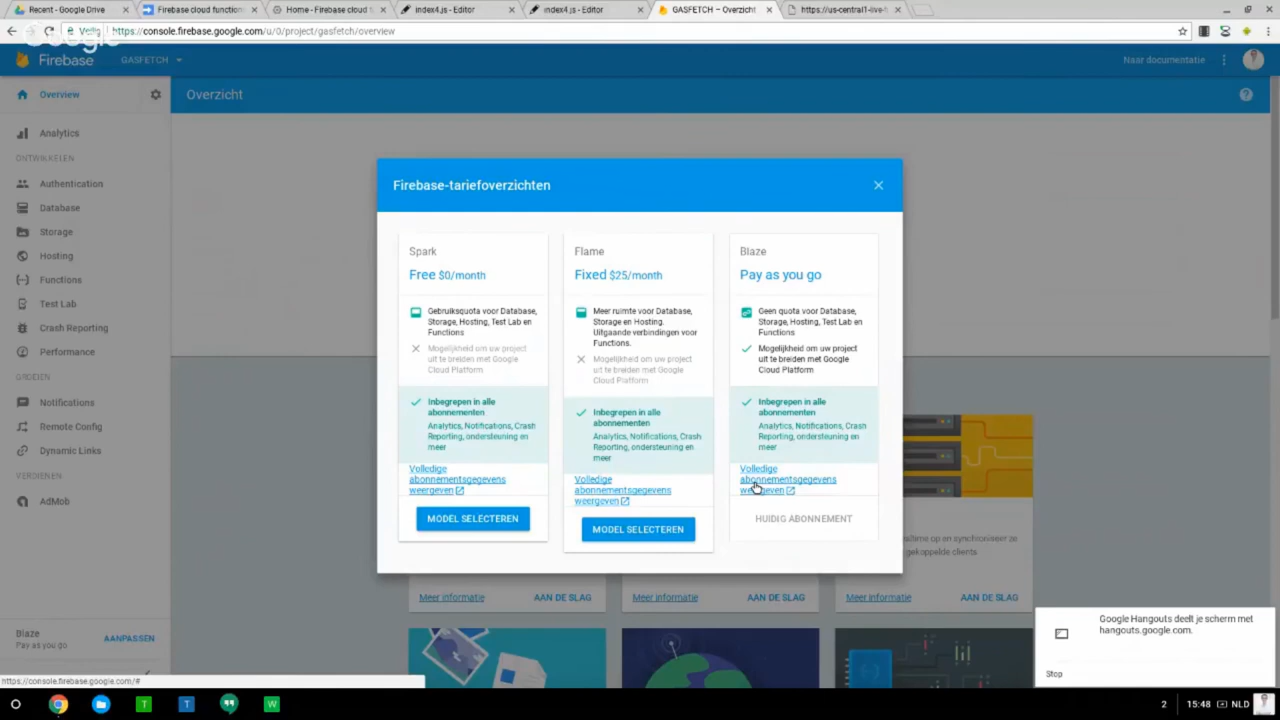 Recent - Google Drive
Firebase cloud function
Home - Firebase cloud f
index4.js - Editor
index4.js - Editor
GASFETCH – Overzicht
https://us-central1-live-
Veilig
https://console.firebase.google.com/u/0/project/gasfetch/overview
Google
Firebase
GASFETCH
Naar documentatie
Overview
Overzicht
Analytics
ONTWIKKELEN
Authentication
Database
Storage
Hosting
Functions
Test Lab
Crash Reporting
Performance
GROEIEN
Notifications
Remote Config
Dynamic Links
VERDIENEN
AdMob
Blaze
Pay as you go
AANPASSEN
Firebase-tariefoverzichten
Spark
Free $0/month
Gebruiksquota voor Database,
Storage, Hosting, Test Lab en
Functions
Mogelijkheid om uw project
uit te breiden met Google
Cloud Platform
Inbegrepen in alle
abonnementen
Analytics, Notifications, Crash
Reporting, ondersteuning en
meer
Volledige
abonnementsgegevens
weergeven
MODEL SELECTEREN
Flame
Fixed $25/month
Meer ruimte voor Database,
Storage en Hosting.
Uitgaande verbindingen voor
Functions.
Mogelijkheid om uw project
uit te breiden met Google
Cloud Platform
Inbegrepen in alle
abonnementen
Analytics, Notifications, Crash
Reporting, ondersteuning en
meer
Volledige
abonnementsgegevens
weergeven
MODEL SELECTEREN
Blaze
Pay as you go
Geen quota voor Database,
Storage, Hosting, Test Lab en
Functions
Mogelijkheid om uw project
uit te breiden met Google
Cloud Platform
Inbegrepen in alle
abonnementen
Analytics, Notifications, Crash
Reporting, ondersteuning en
meer
Volledige
abonnementsgegevens
weergeven
HUIDIG ABONNEMENT
ealtime op en synchroniseer ze
gekoppelde clients
Meer informatie
AAN DE SLAG
Meer informatie
AAN DE SLAG
Meer informatie
AAN DE SLAG
Google Hangouts deelt je scherm met
hangouts.google.com.
Stop
https://console.firebase.google.com/#
T
T
W
2
15:48
NLD